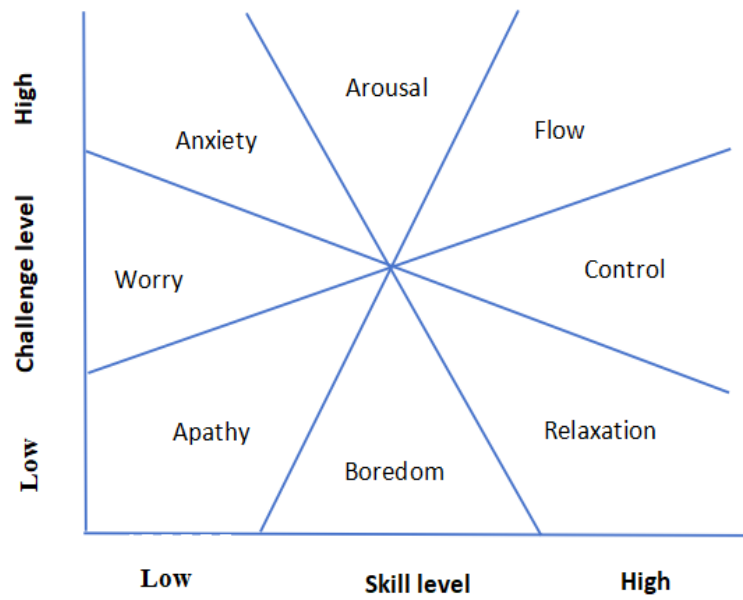 High
Challenge level
Low
Arousal
Anxiety
Flow
Worry
Control
Apathy
Relaxation
Boredom
Low
Skill level
High